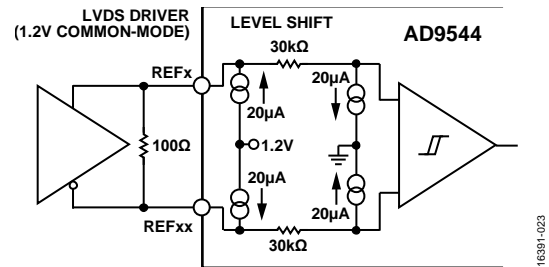 LVDS DRIVER
(1.2V COMMON-MODE)
LEVEL SHIFT
AD9544
30kΩ
REFx
20µA
20µA
100Ω
1.2V
20µA
20µA
REFxx
30kΩ
16391-023